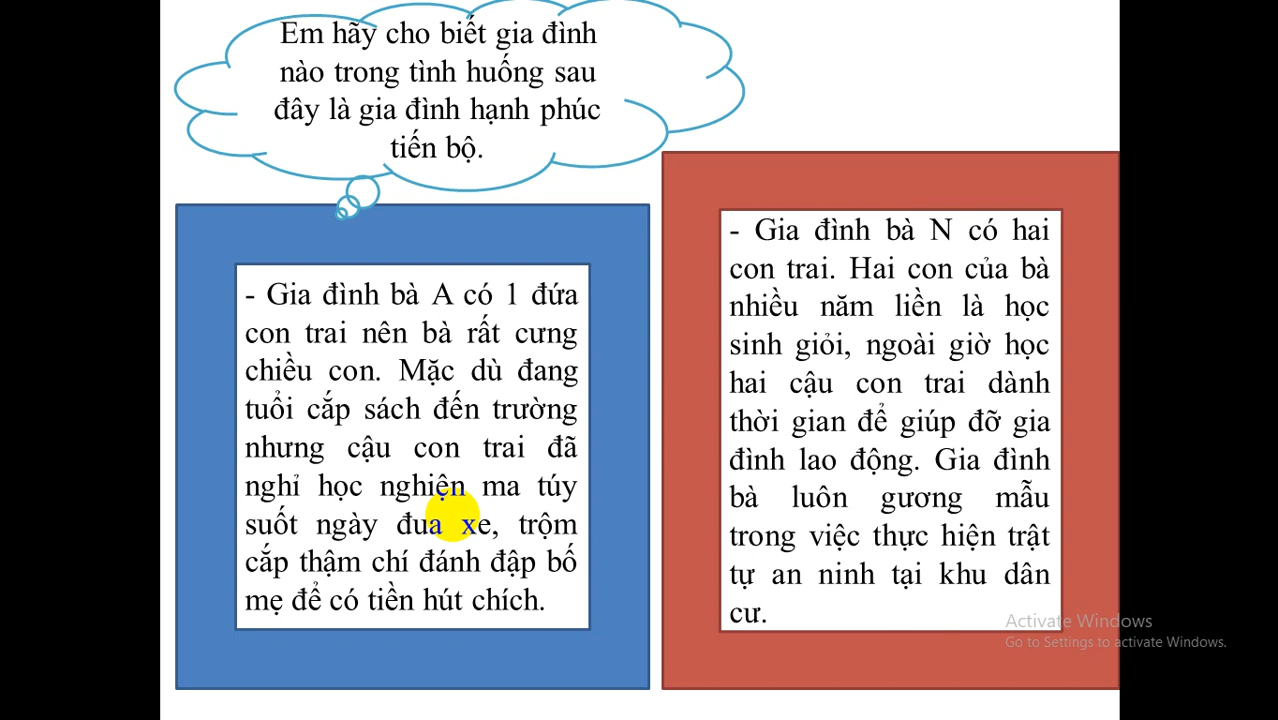 Em hãy cho biết gia đình
nào trong tình huống sau
đây là gia đình hạnh phúc
tiến bộ.
- Gia đình bà A có 1 đứa
con trai nên bà rất cưng
chiều con. Mặc dù đang
tuổi cắp sách đến trường
nhưng cậu con trai đã
nghỉ học nghiện ma túy
suốt ngày đua xe, trộm
cắp thậm chí đánh đập bố
mẹ để có tiền hút chích.
- Gia đình bà N có hai
con trai. Hai con của bà
nhiều năm liền là học
sinh giỏi, ngoài giờ học
hai cậu con trai dành
thời gian để giúp đỡ gia
đình lao động. Gia đình
bà luôn gương mẫu
trong việc thực hiện trật
tự an ninh tại khu dân
cư.
Activate Windows
Go to Settings to activate Windows.